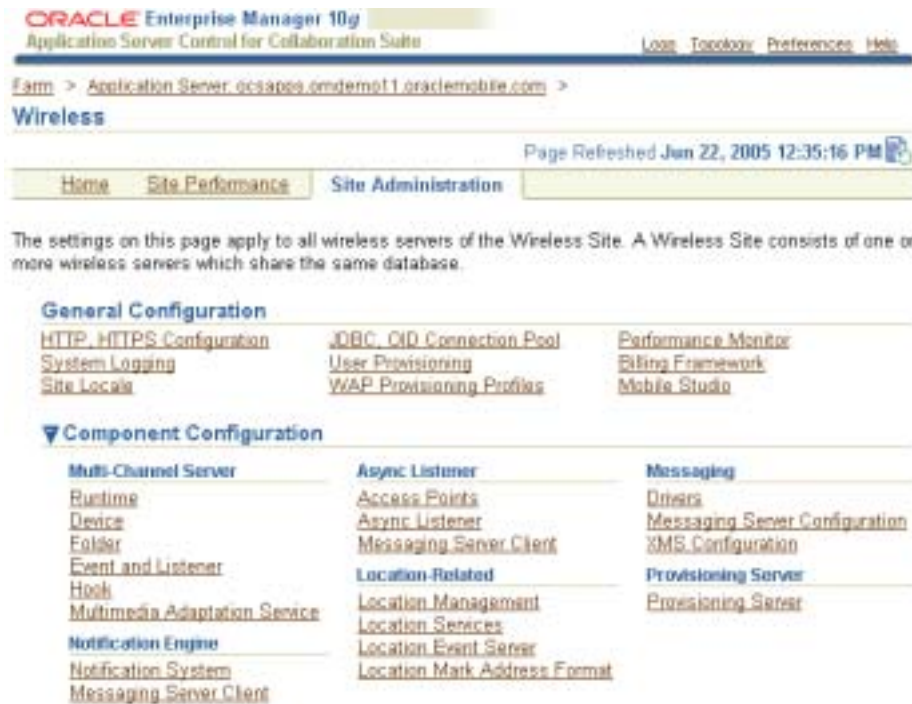 ORACLE Enterprise Manager 10g
Application Server Control for Collaboration Suite
Logs Topology Preferences Help
Farm > Application Server: ocsapps.omdemo11.oraclemobile.com >
Wireless
Page Refreshed Jun 22, 2005 12:35:16 PM
Home Site Performance Site Administration
The settings on this page apply to all wireless servers of the Wireless Site. A Wireless Site consists of one or
more wireless servers which share the same database.
General Configuration
HTTP, HTTPS Configuration JDBC, OID Connection Pool Performance Monitor
System Logging User Provisioning Billing Framework
Site Locale WAP Provisioning Profiles Mobile Studio
Component Configuration
Multi-Channel Server
Runtime
Device
Folder
Event and Listener
Hook
Multimedia Adaptation Service
Notification Engine
Notification System
Messaging Server Client
Async Listener
Access Points
Async Listener
Messaging Server Client
Location-Related
Location Management
Location Services
Location Event Server
Location Mark Address Format
Messaging
Drivers
Messaging Server Configuration
XMS Configuration
Provisioning Server
Provisioning Server